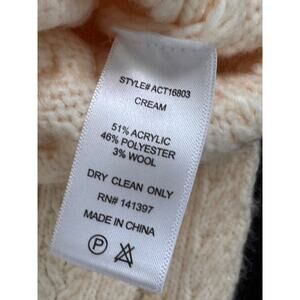 STYLE# ACT16803
CREAM
51% ACRYLIC
46% POLYESTER
3% WOOL
DRY CLEAN ONLY
RN# 141397
MADE IN CHINA
P